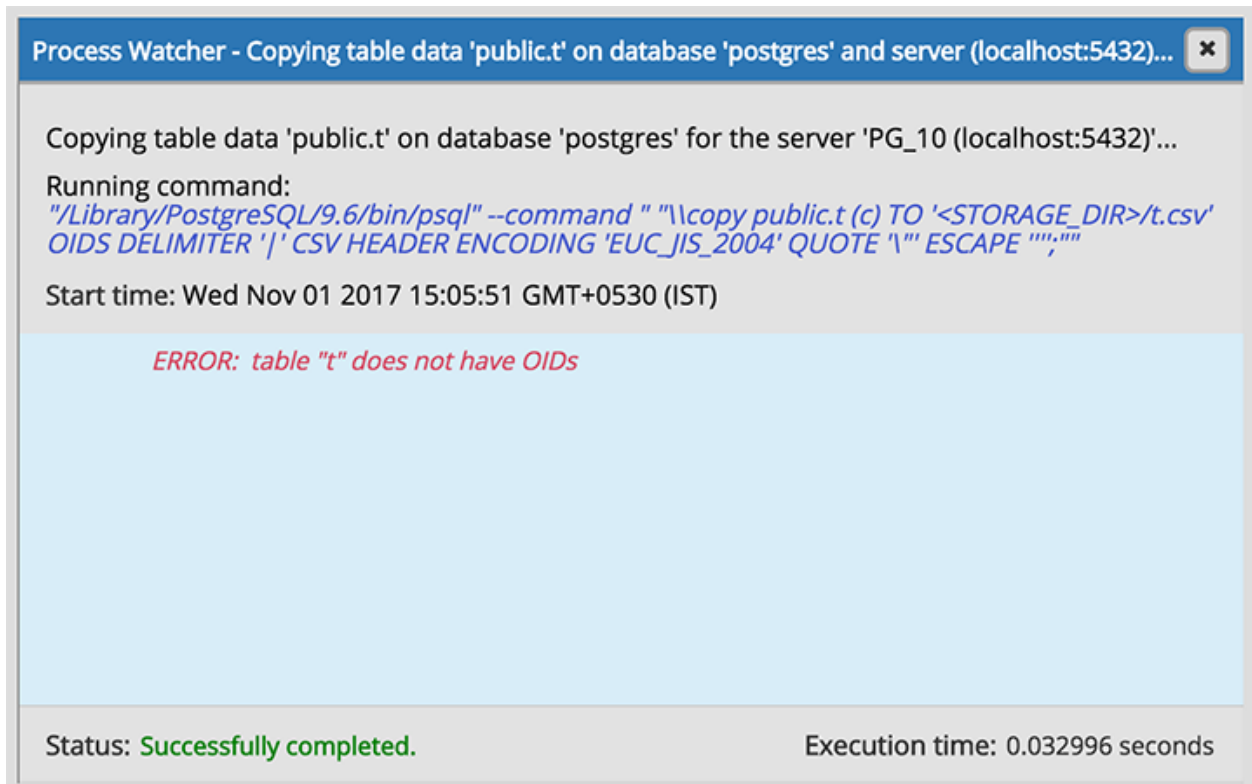 Process Watcher - Copying table data 'public.t' on database 'postgres' and server (localhost:5432)...
Copying table data 'public.t' on database 'postgres' for the server 'PG_10 (localhost:5432)'...
Running command:
"/Library/PostgreSQL/9.6/bin/psql" --command " "\\copy public.t (c) TO '<STORAGE_DIR>/t.csv'
OIDS DELIMITER '|' CSV HEADER ENCODING 'EUC_JIS_2004' QUOTE '\"' ESCAPE '''';""
Start time: Wed Nov 01 2017 15:05:51 GMT+0530 (IST)
ERROR:  table "t" does not have OIDs
Status: Successfully completed.
Execution time: 0.032996 seconds